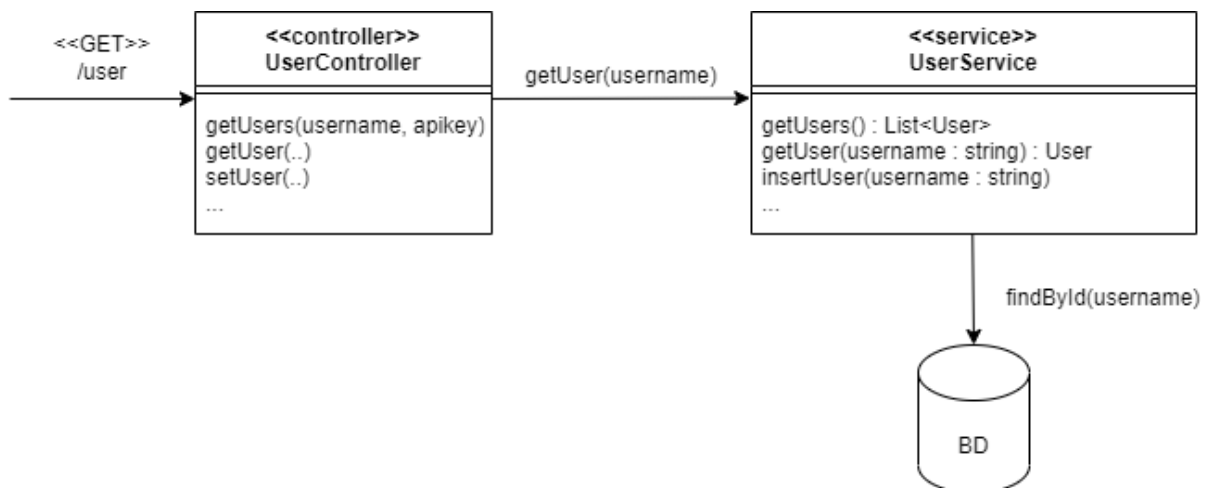 <<GET>>
/user
<<controller>>
UserController
getUsers(username, apikey)
getUser(..)
setUser(..)
...
getUser(username)
<<service>>
UserService
getUsers() : List<User>
getUser(username : string) : User
insertUser(username : string)
...
findById(username)
BD